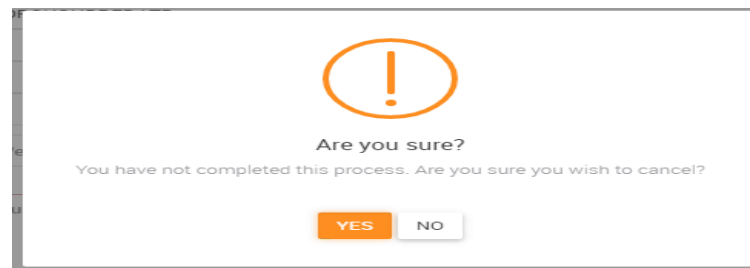 Are you sure?
You have not completed this process. Are you sure you wish to cancel?
YES NO